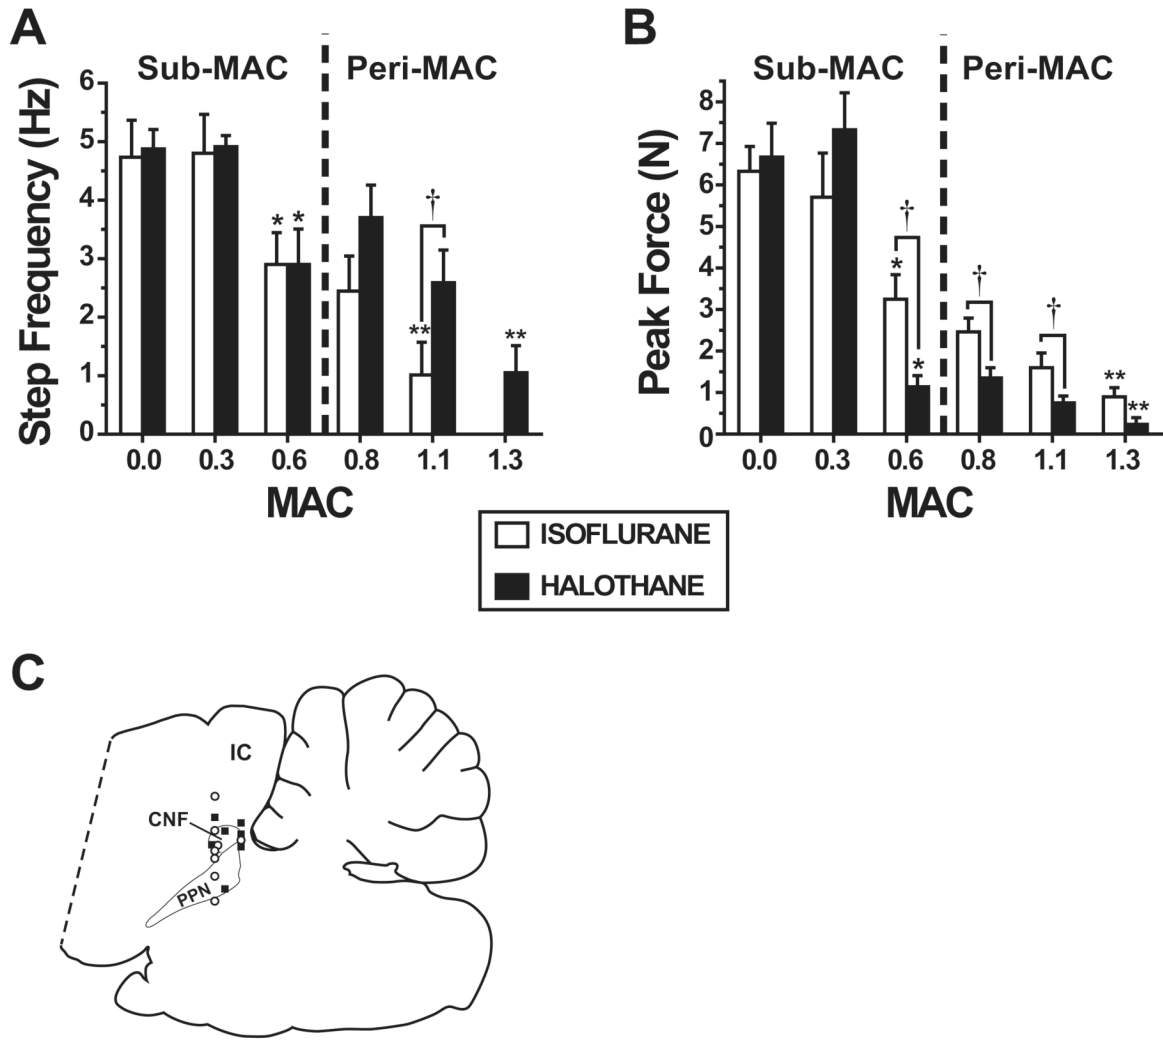 A
B
Sub-MAC Peri-MAC
Sub-MAC Peri-MAC
Step Frequency (Hz)
6
5
4
3
2
1
0
* *
†
**
**
0.0 0.3 0.6 0.8 1.1 1.3
MAC
Peak Force (N)
8
7
6
5
4
3
2
1
0
†
*
*
†
†
**
**
0.0 0.3 0.6 0.8 1.1 1.3
MAC
ISOFLURANE
HALOTHANE
C
IC
CNF
PPN